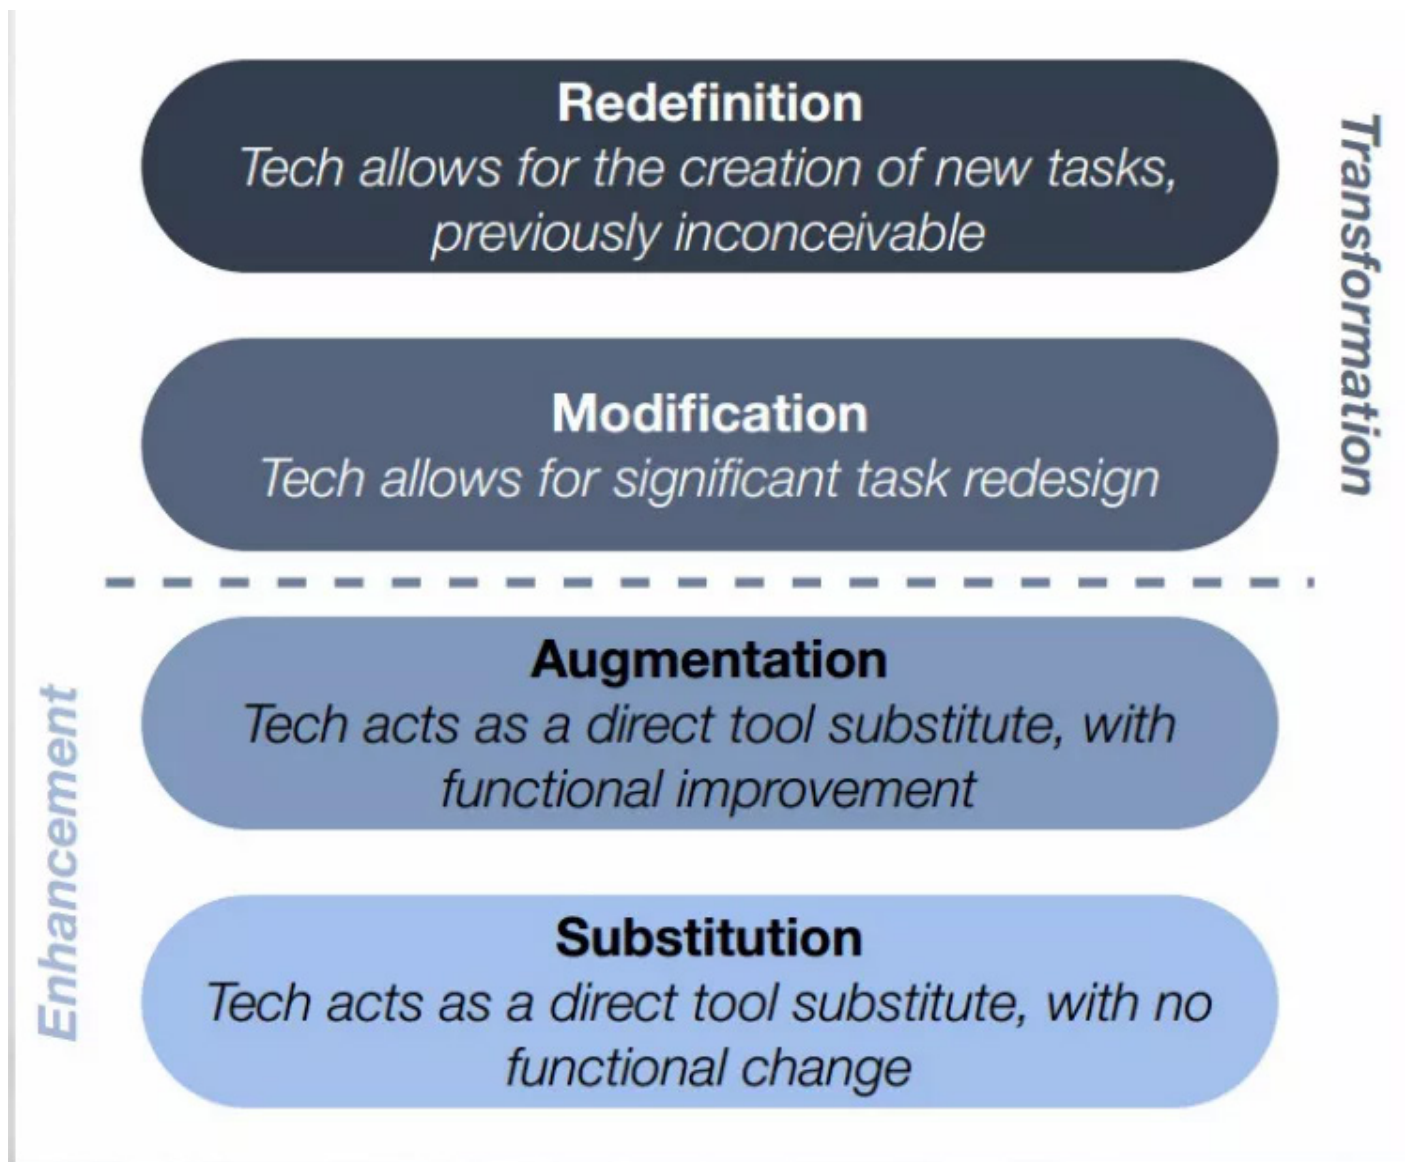 Redefinition
Tech allows for the creation of new tasks,
previously inconceivable
Transformation
Modification
Tech allows for significant task redesign
Augmentation
Tech acts as a direct tool substitute, with
functional improvement
Enhancement
Substitution
Tech acts as a direct tool substitute, with no
functional change